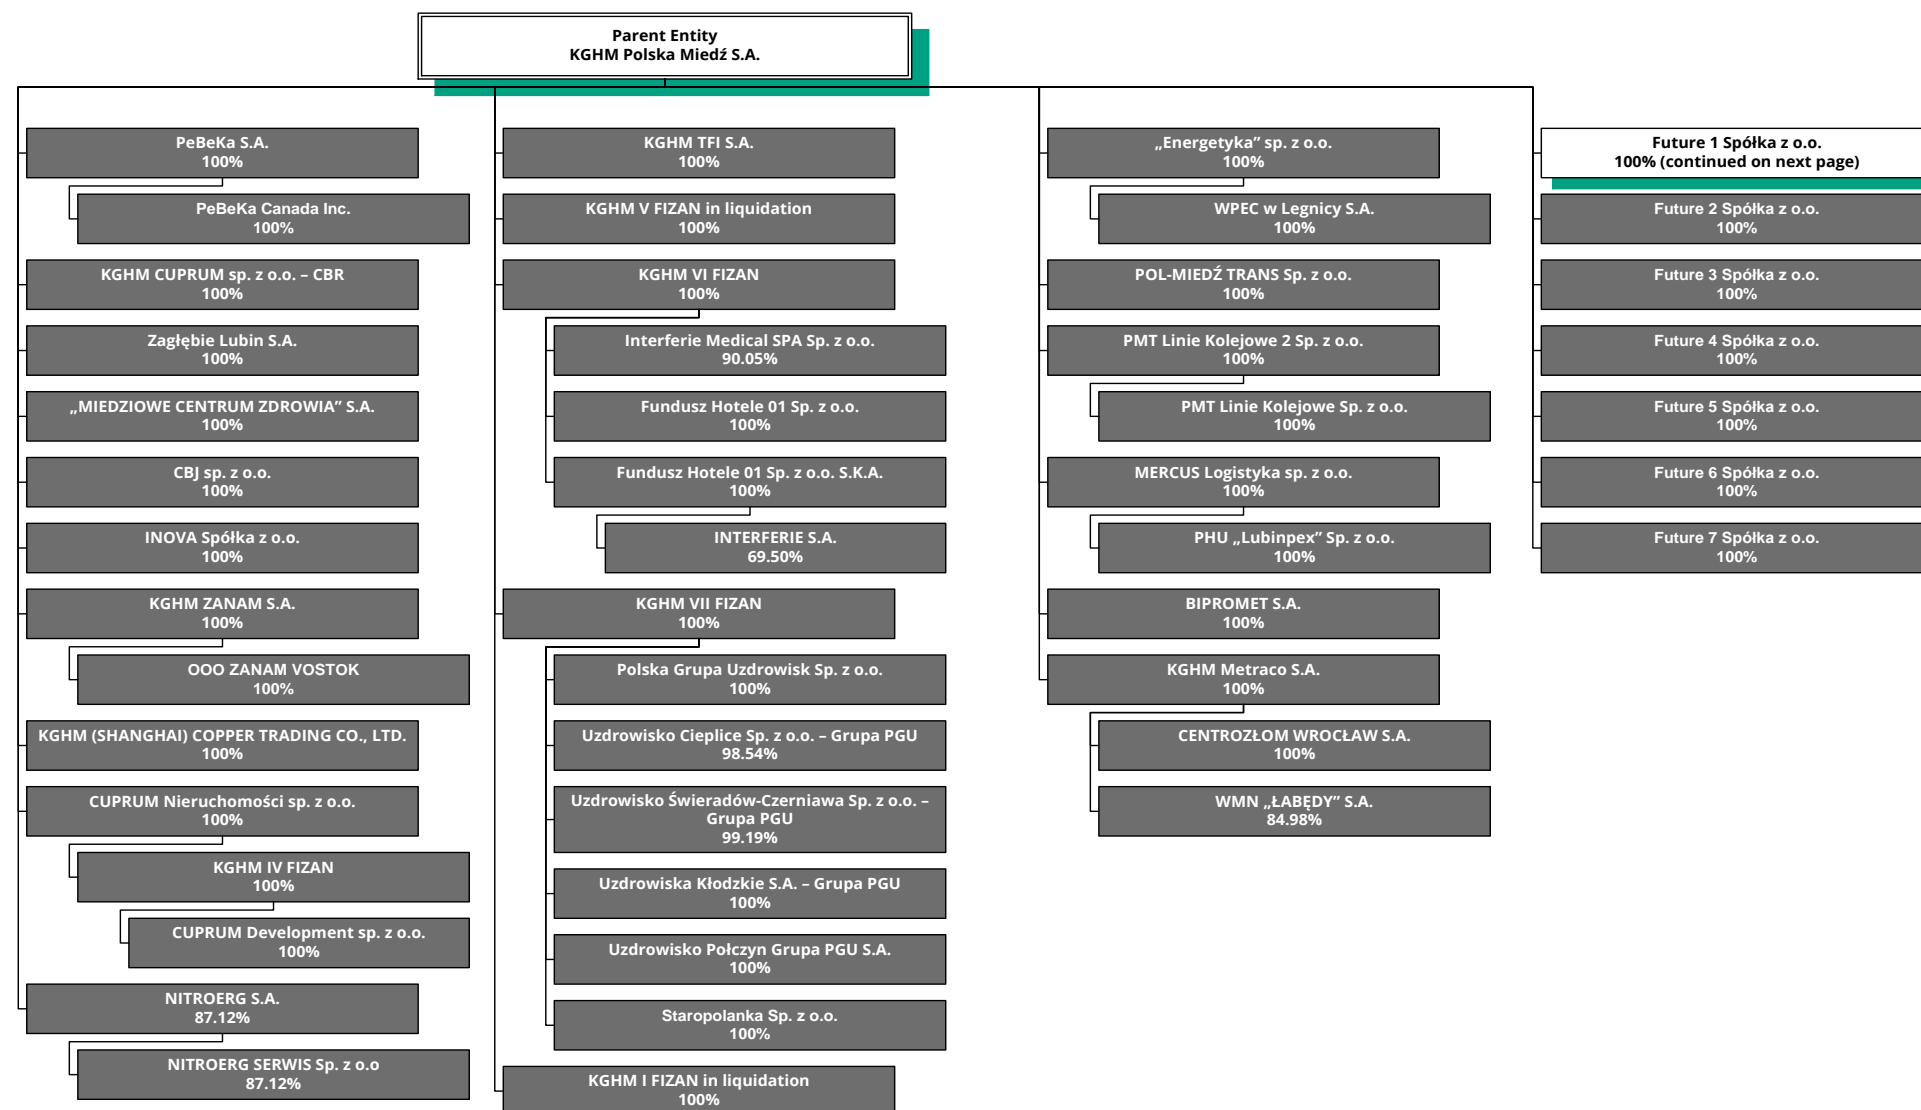 Parent Entity
KGHM Polska Miedź S.A.
PeBeKa S.A.
100%
PeBeKa Canada Inc.
100%
KGHM CUPRUM sp. z o.o. – CBR
100%
Zagłębie Lubin S.A.
100%
„MIEDZIOWE CENTRUM ZDROWIA” S.A.
100%
CBJ sp. z o.o.
100%
INOVA Spółka z o.o.
100%
KGHM ZANAM S.A.
100%
OOO ZANAM VOSTOK
100%
KGHM (SHANGHAI) COPPER TRADING CO., LTD.
100%
CUPRUM Nieruchomości sp. z o.o.
100%
KGHM IV FIZAN
100%
CUPRUM Development sp. z o.o.
100%
NITROERG S.A.
87.12%
NITROERG SERWIS Sp. z o.o
87.12%
KGHM TFI S.A.
100%
KGHM V FIZAN in liquidation
100%
KGHM VI FIZAN
100%
Interferie Medical SPA Sp. z o.o.
90.05%
Fundusz Hotele 01 Sp. z o.o.
100%
Fundusz Hotele 01 Sp. z o.o. S.K.A.
100%
INTERFERIE S.A.
69.50%
KGHM VII FIZAN
100%
Polska Grupa Uzdrowisk Sp. z o.o.
100%
Uzdrowisko Cieplice Sp. z o.o. – Grupa PGU
98.54%
Uzdrowisko Świeradów-Czerniawa Sp. z o.o. –
Grupa PGU
99.19%
Uzdrowiska Kłodzkie S.A. – Grupa PGU
100%
Uzdrowisko Połczyn Grupa PGU S.A.
100%
Staropolanka Sp. z o.o.
100%
KGHM I FIZAN in liquidation
100%
„Energetyka” sp. z o.o.
100%
WPEC w Legnicy S.A.
100%
POL-MIEDŹ TRANS Sp. z o.o.
100%
PMT Linie Kolejowe 2 Sp. z o.o.
100%
PMT Linie Kolejowe Sp. z o.o.
100%
MERCUS Logistyka sp. z o.o.
100%
PHU „Lubinpex” Sp. z o.o.
100%
BIPROMET S.A.
100%
KGHM Metraco S.A.
100%
CENTROZŁOM WROCŁAW S.A.
100%
WMN „ŁABĘDY” S.A.
84.98%
Future 1 Spółka z o.o.
100% (continued on next page)
Future 2 Spółka z o.o.
100%
Future 3 Spółka z o.o.
100%
Future 4 Spółka z o.o.
100%
Future 5 Spółka z o.o.
100%
Future 6 Spółka z o.o.
100%
Future 7 Spółka z o.o.
100%